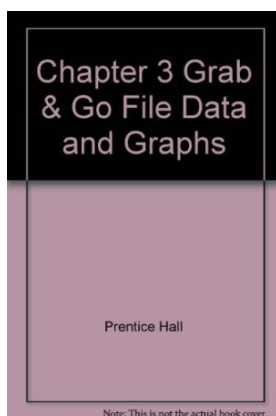 Chapter 3 Grab
& Go File Data
and Graphs
Prentice Hall
Note: This is not the actual book cover